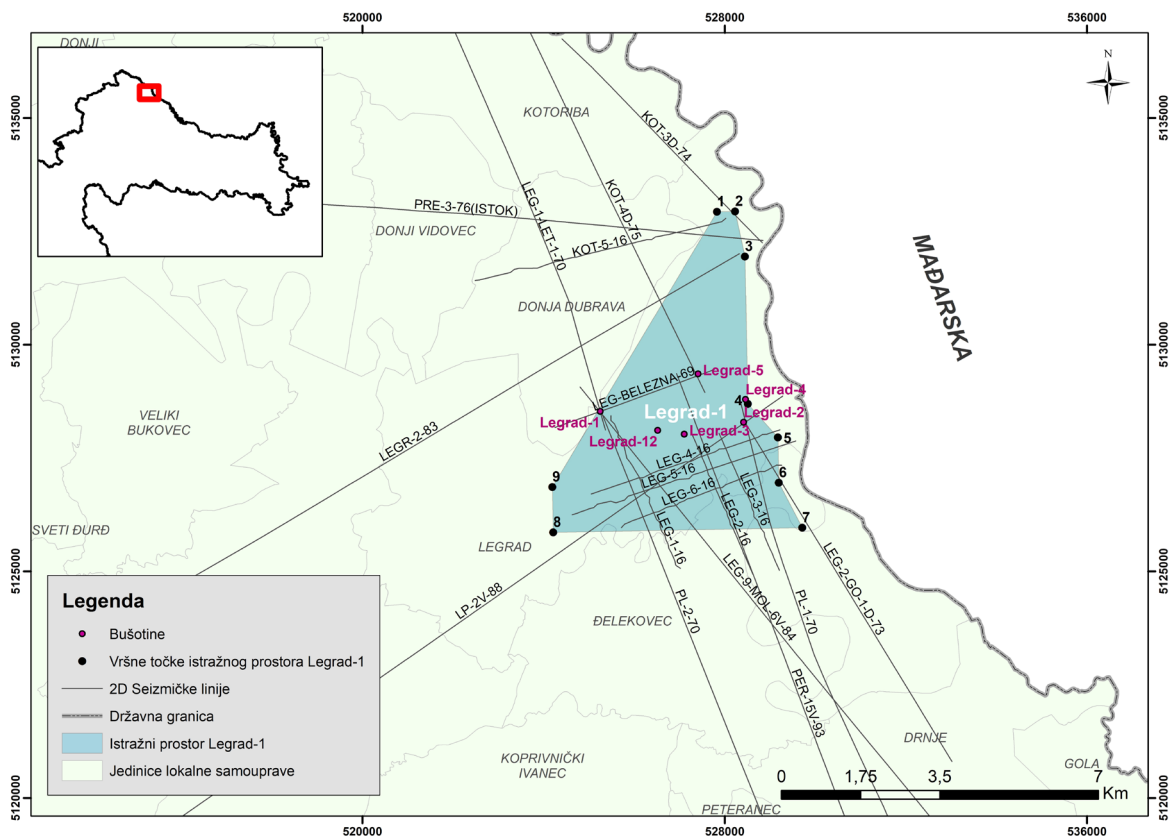 520000
528000
536000
DONJI
N
5135000
5135000
KOTORIBA
KOT-3D-74
1
2
LEG-1-LET-1-70
KOT-4D-75
PRE-3-76(ISTOK)
DONJI VIDOVEC
KOT-5-16
3
MAĐARSKA
DONJA DUBRAVA
5130000
5130000
LEG-BELEZNA-69
Legrad-5
Legrad-4
4
Legrad-1
Legrad-2
Legrad-1
VELIKI
BUKOVEC
LEGR-2-83
Legrad-12
Legrad-3
5
LEG-4-16
LEG-5-16
LEG-6-16
6
9
LEG-3-16
LEG-2-16
LEG-1-16
7
8
SVETI ĐURĐ
LEGRAD
LEG-2-GO-1-D-73
LEG-9-MOL-6V-84
5125000
5125000
LP-2V-88
PL-2-70
PL-1-70
ĐELEKOVEC
PER-15V-93
Legenda
Bušotine
Vršne točke istražnog prostora Legrad-1
2D Seizmičke linije
Državna granica
Istražni prostor Legrad-1
Jedinice lokalne samouprave
DRNJE
KOPRIVNIČKI
IVANEC
GOLA
0
1,75
3,5
7
Km
PETERANEC
5120000
5120000
520000
528000
536000